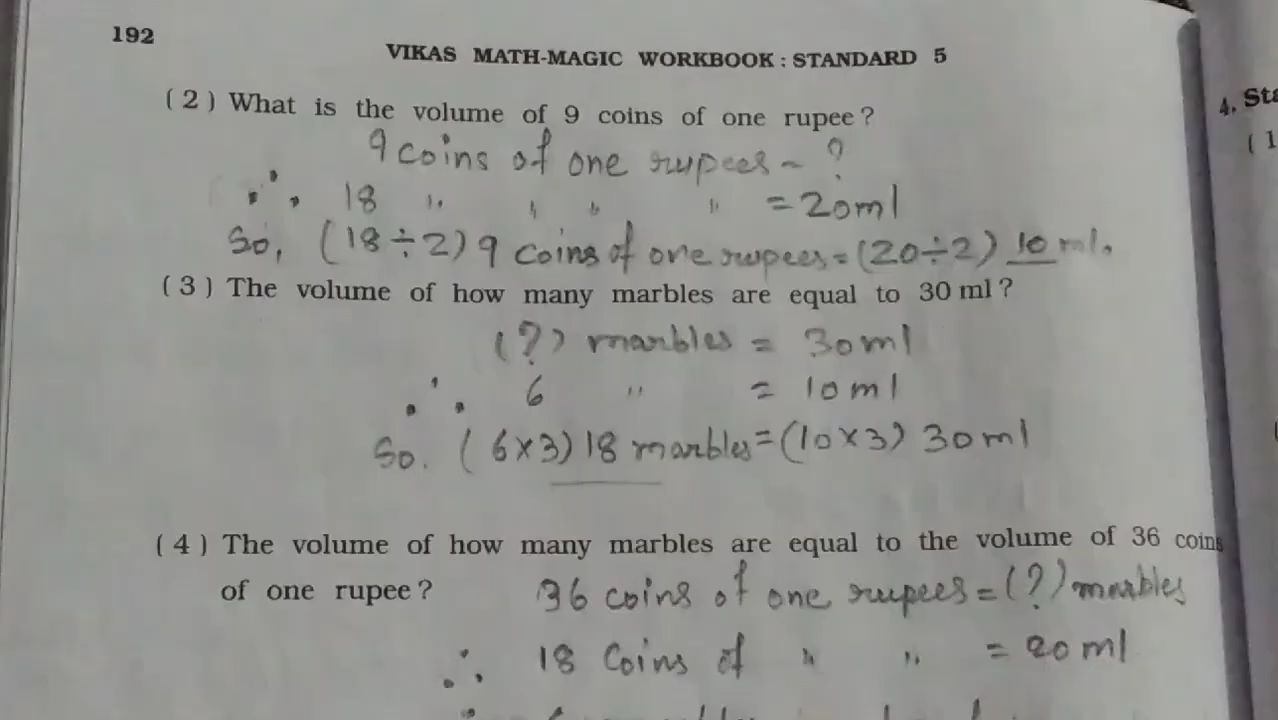 192
VIKAS MATH-MAGIC WORKBOOK : STANDARD 5
( 2 ) What is the volume of 9 coins of one rupee ?
9 coins of one rupees - ?
∴ 18 " " " " = 20ml
So, (18÷2) 9 coins of one rupees = (20÷2) 10 ml.
( 3 ) The volume of how many marbles are equal to 30 ml ?
(?) marbles = 30ml
∴ 6 " = 10ml
So. (6×3) 18 marbles = (10×3) 30ml
( 4 ) The volume of how many marbles are equal to the volume of 36 coins
of one rupee ?
36 coins of one rupees = (?) marbles
∴ 18 Coins of " " = 20ml
4. Sta
( 1